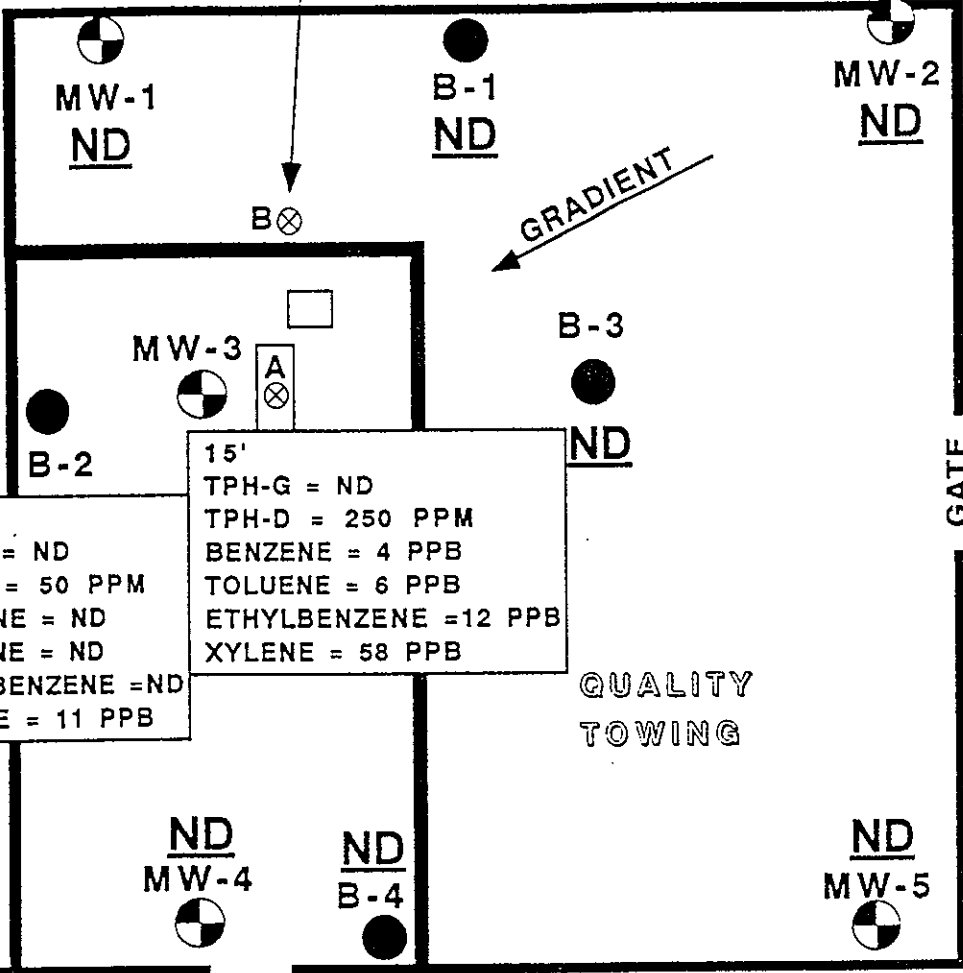 MW-1
ND
B-1
ND
MW-2
ND
B
GRADIENT
MW-3
A
B-3
ND
B-2
GATE
15'
TPH-G = ND
TPH-D = 250 PPM
BENZENE = 4 PPB
TOLUENE = 6 PPB
ETHYLBENZENE =12 PPB
XYLENE = 58 PPB
= ND
= 50 PPM
NE = ND
NE = ND
BENZENE =ND
E = 11 PPB
QUALITY
TOWING
ND
MW-4
ND
B-4
ND
MW-5